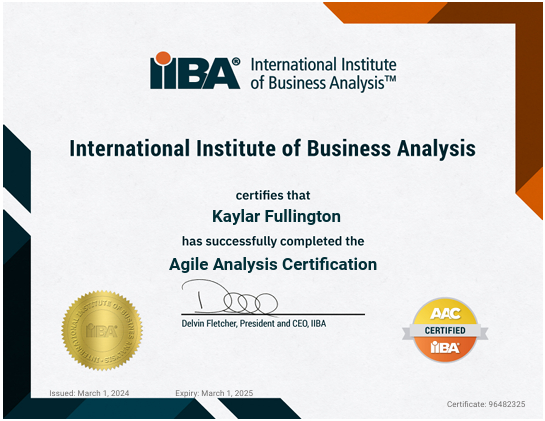 iiBA® International Institute
of Business Analysis™
International Institute of Business Analysis
certifies that
Kaylar Fullington
has successfully completed the
Agile Analysis Certification
Delvin Fletcher, President and CEO, IIBA
iiBA
AAC
CERTIFIED
iiBA®
Issued: March 1, 2024 Expiry: March 1, 2025
Certificate: 96482325